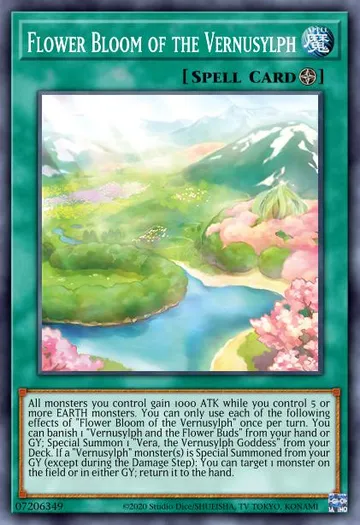 FLOWER BLOOM OF THE VERNUSYLPH
魔
[SPELL CARD]
All monsters you control gain 1000 ATK while you control 5 or
more EARTH monsters. You can only use each of the following
effects of "Flower Bloom of the Vernusylph" once per turn. You
can banish 1 "Vernusylph and the Flower Buds" from your hand or
GY; Special Summon 1 "Vera, the Vernusylph Goddess" from your
Deck. If a "Vernusylph" monster(s) is Special Summoned from your
GY (except during the Damage Step): You can target 1 monster on
the field or in either GY; return it to the hand.
07206349
©2020 Studio Dice/SHUEISHA, TV TOKYO, KONAMI